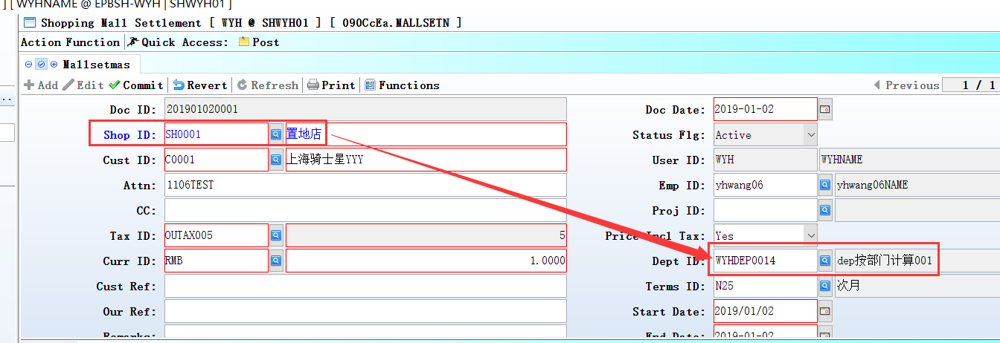 ] [ WYHNAME @ EPBSH-WYH | SHWYH01 ]
Shopping Mall Settlement [ WYH @ SHWYH01 ] [ 090CcEa.MALLSETN ]
Action Function Quick Access: Post
Mallsetmas
Add Edit Commit Revert Refresh Print Functions Previous 1 / 1
Doc ID: 201901020001 Doc Date: 2019-01-02
Shop ID: SH0001 置地店 Status Flg: Active
Cust ID: C0001 上海骑士星YYY User ID: WYH WYHNAME
Attn: 1106TEST Emp ID: yhwang06 yhwang06NAME
CC: Proj ID:
Tax ID: OUTAX005 5 Price Incl Tax: Yes
Curr ID: RMB 1.0000 Dept ID: WYHDEP0014 dep按部门计算001
Cust Ref: Terms ID: N25 次月
Our Ref: Start Date: 2019/01/02
Remarks: End Date: 2019-01-02